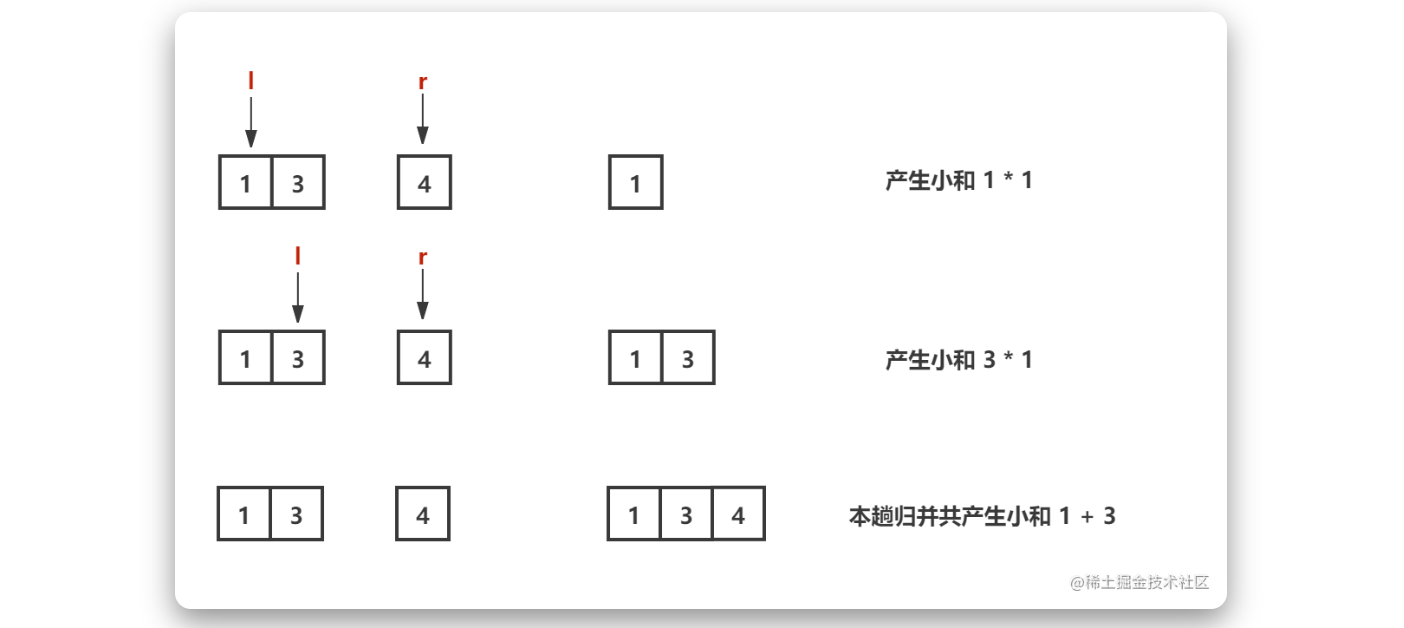 l r
1 3 4 1 产生小和 1 * 1
l r
1 3 4 1 3 产生小和 3 * 1
1 3 4 1 3 4 本趟归并共产生小和 1 + 3
@稀土掘金技术社区